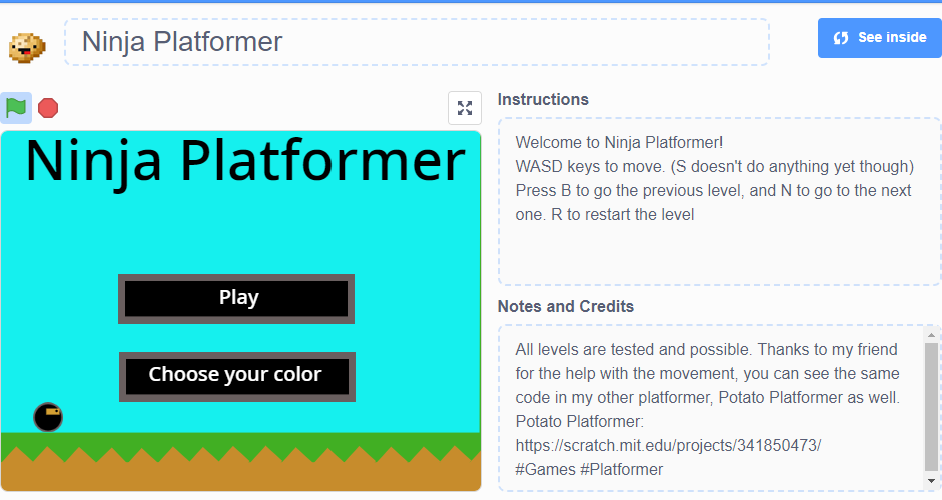 Ninja Platformer
See inside
Ninja Platformer
Play
Choose your color
Instructions
Welcome to Ninja Platformer!
WASD keys to move. (S doesn't do anything yet though)
Press B to go the previous level, and N to go to the next
one. R to restart the level
Notes and Credits
All levels are tested and possible. Thanks to my friend
for the help with the movement, you can see the same
code in my other platformer, Potato Platformer as well.
Potato Platformer:
https://scratch.mit.edu/projects/341850473/
#Games #Platformer